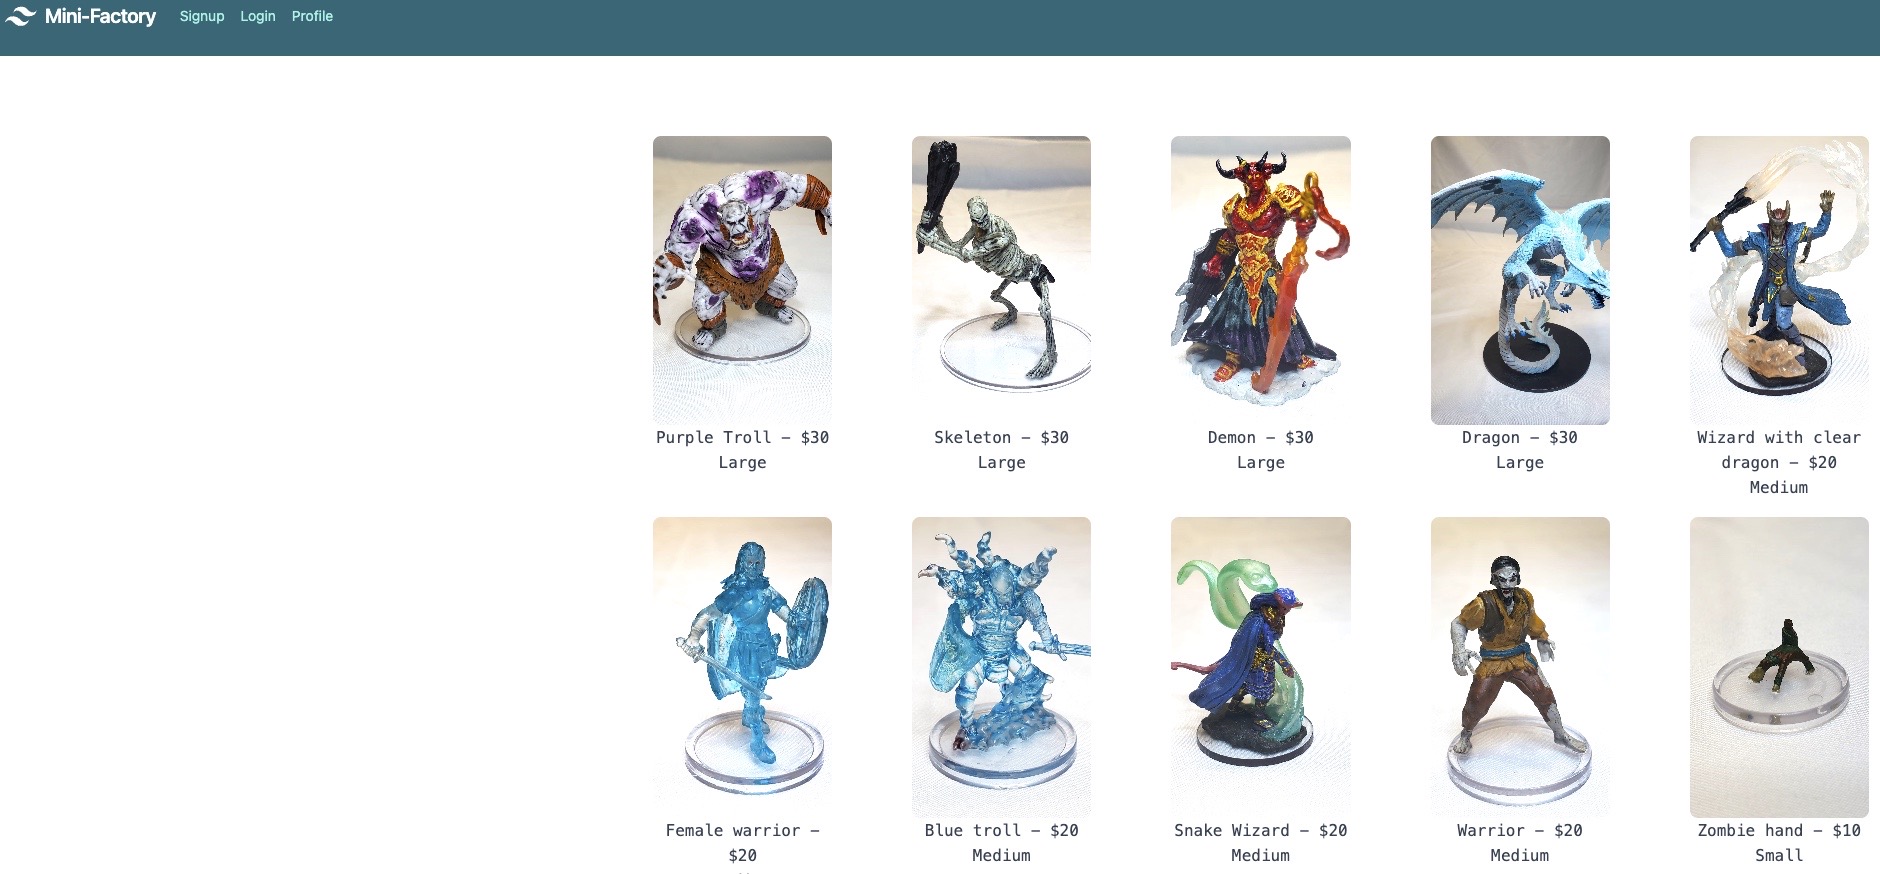 Mini-Factory Signup Login Profile
Purple Troll – $30
Large
Skeleton – $30
Large
Demon – $30
Large
Dragon – $30
Large
Wizard with clear
dragon – $20
Medium
Female warrior –
$20
Blue troll – $20
Medium
Snake Wizard – $20
Medium
Warrior – $20
Medium
Zombie hand – $10
Small